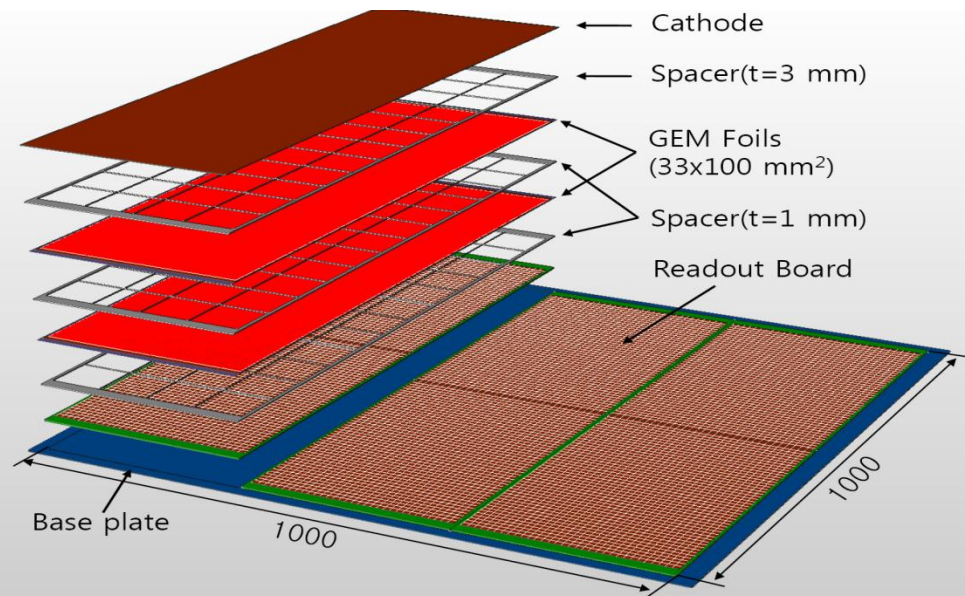 Cathode
Spacer(t=3 mm)
GEM Foils
(33x100 mm²)
Spacer(t=1 mm)
Readout Board
1000
Base plate
1000